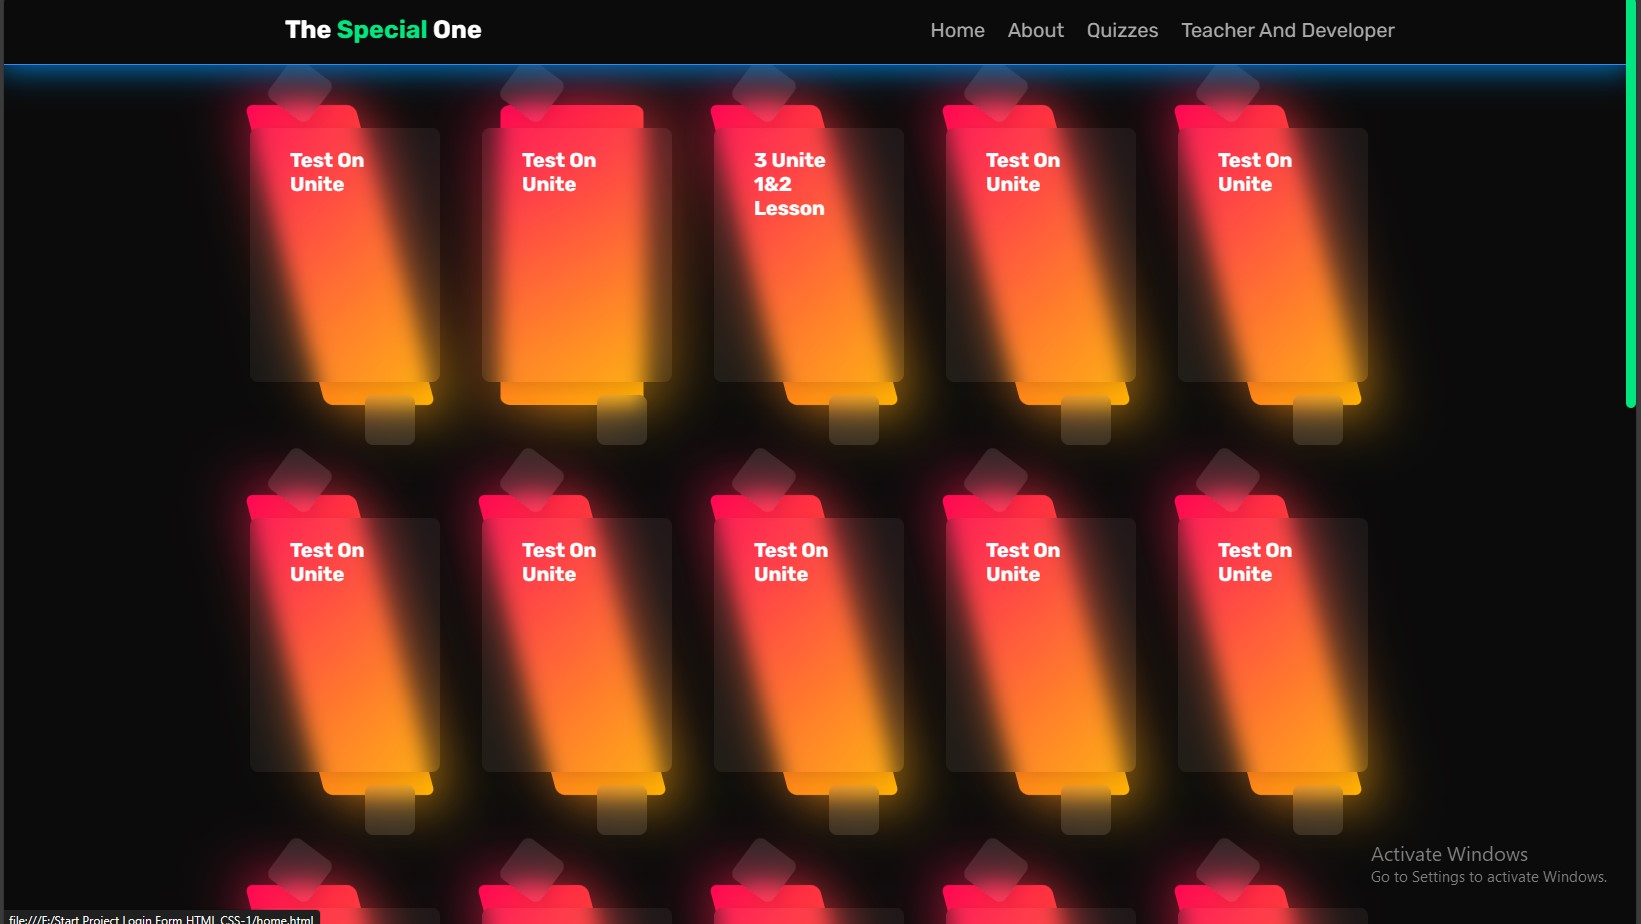 The Special One
Home About Quizzes Teacher And Developer
Test On
Unite
Test On
Unite
3 Unite
1&2
Lesson
Test On
Unite
Test On
Unite
Test On
Unite
Test On
Unite
Test On
Unite
Test On
Unite
Test On
Unite
Activate Windows
Go to Settings to activate Windows.
file:///F:/Start Project Login Form HTML CSS-1/home.html